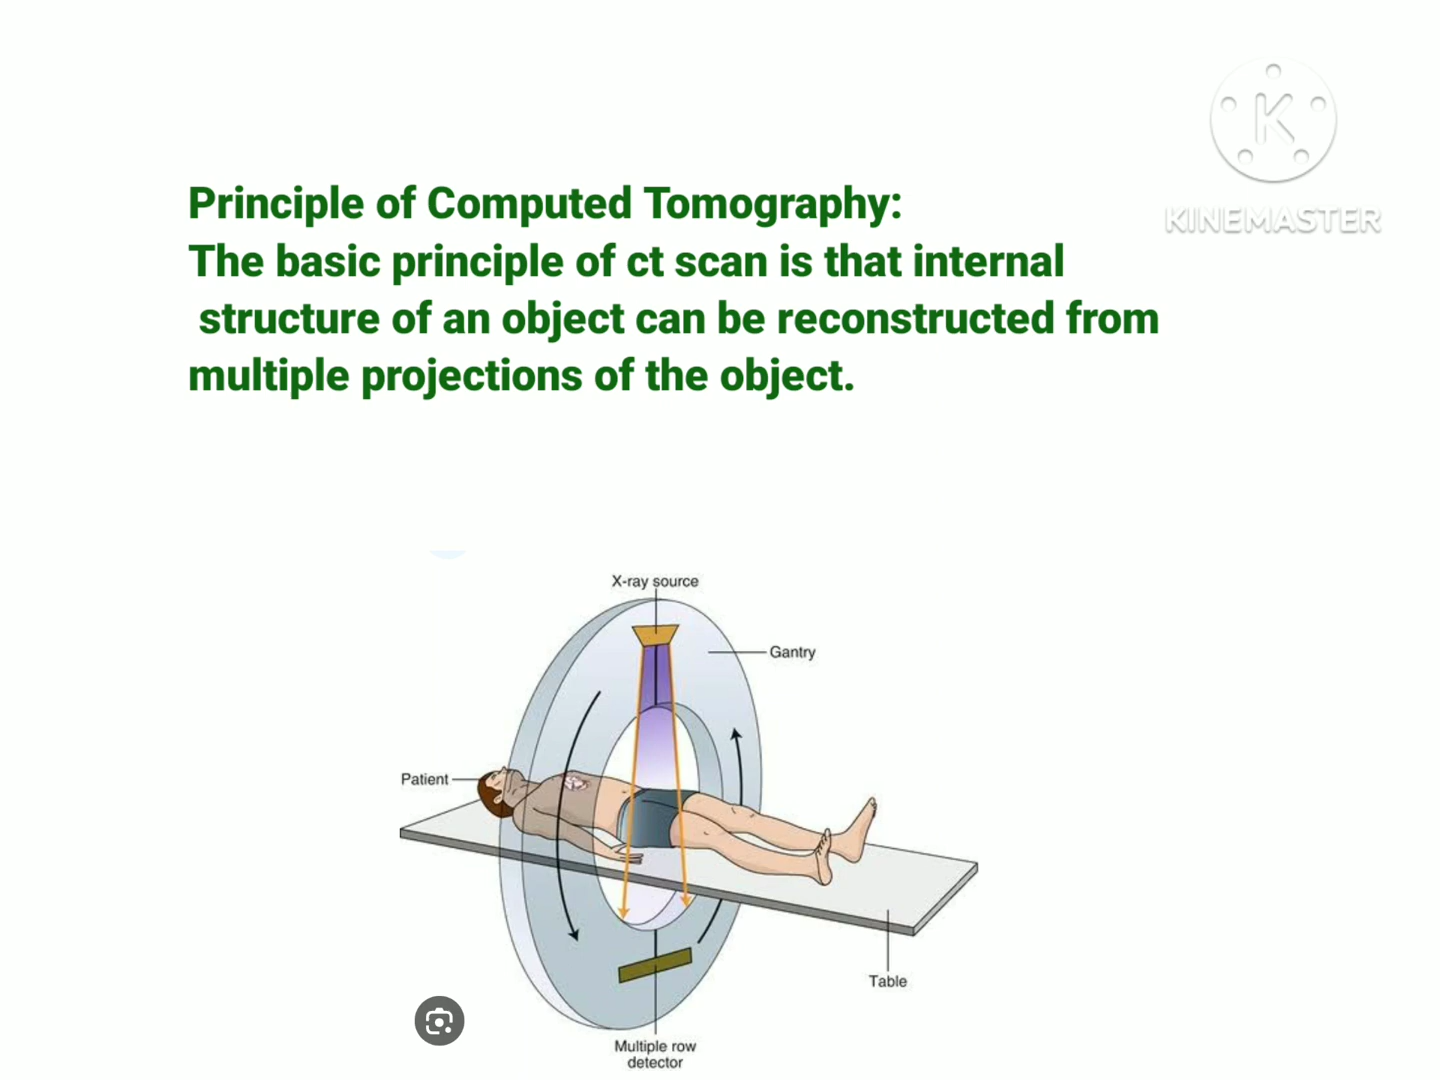 KINEMASTER
Principle of Computed Tomography:
The basic principle of ct scan is that internal
structure of an object can be reconstructed from
multiple projections of the object.
X-ray source
Gantry
Patient
Table
Multiple row
detector